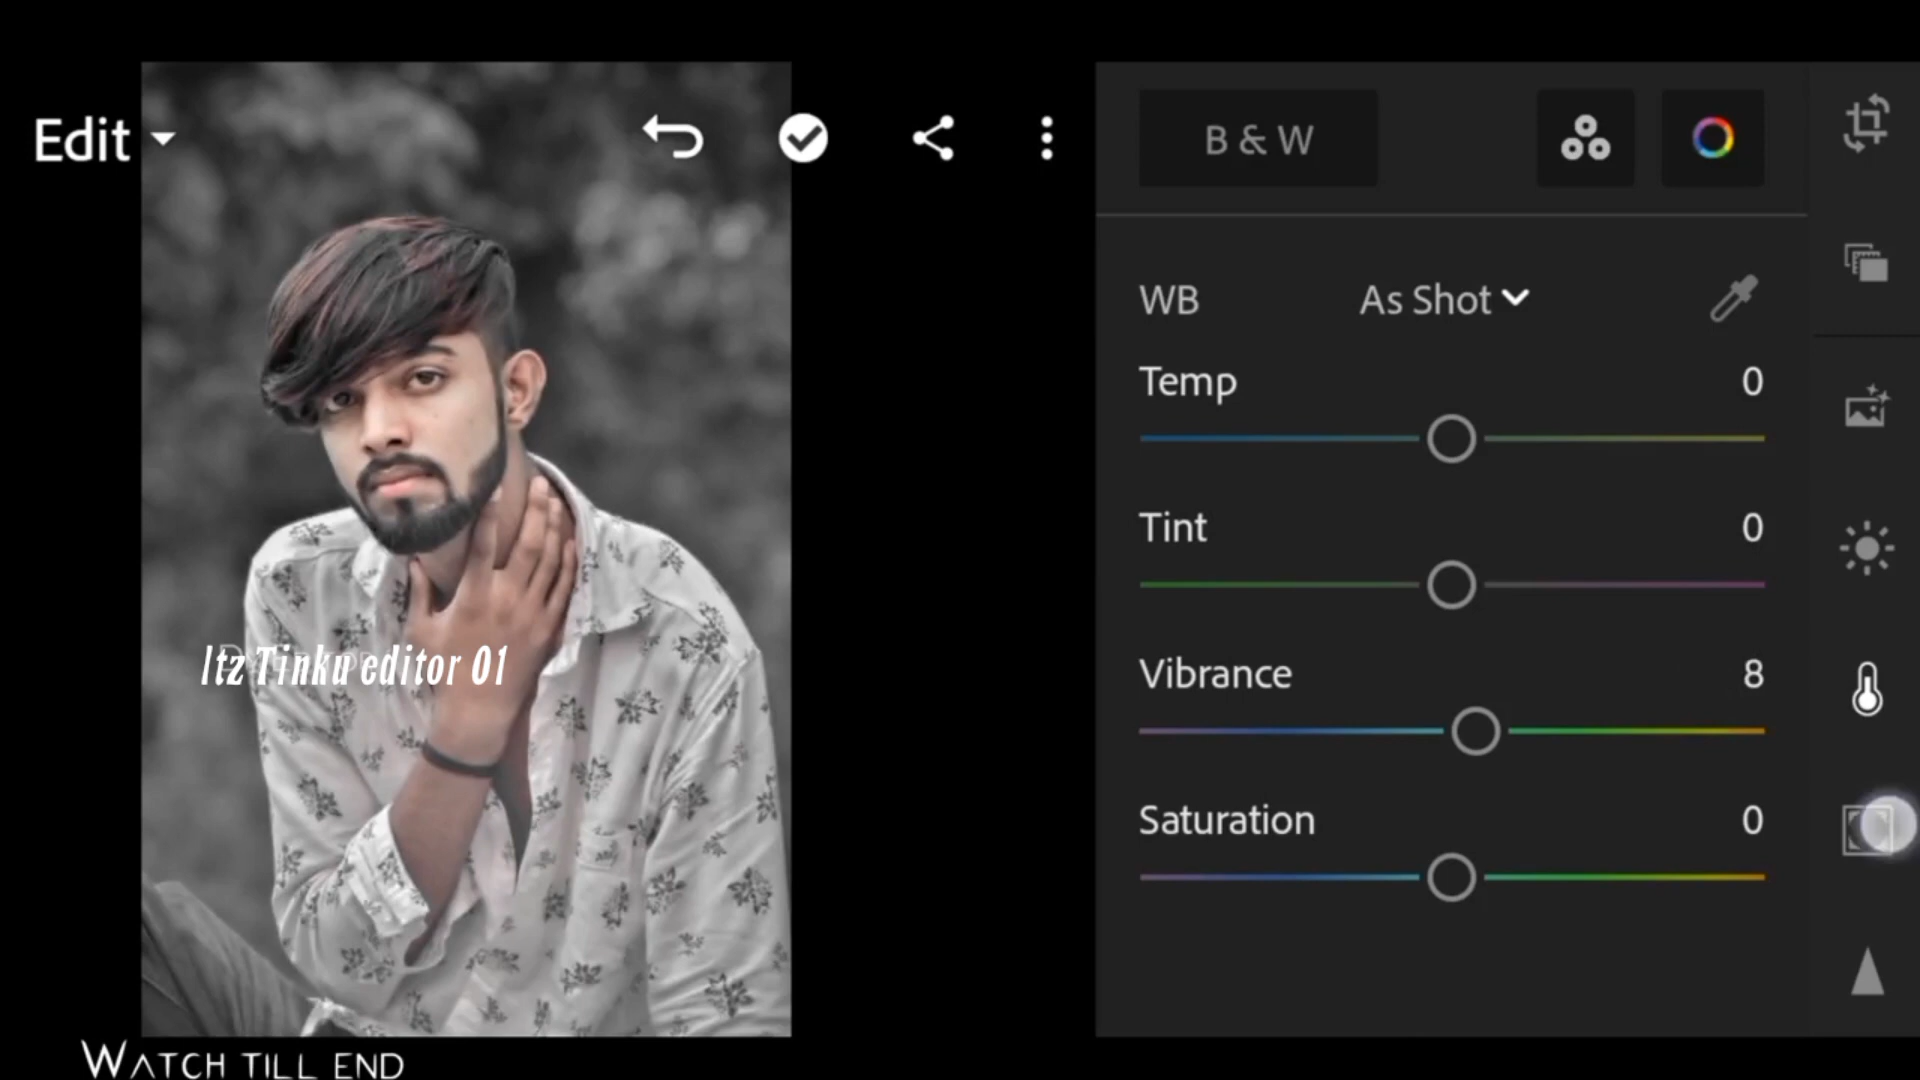 Edit
B & W
WB As Shot
Temp 0
Tint 0
Vibrance 8
Itz Tinku editor 01
Saturation 0
WATCH TILL END